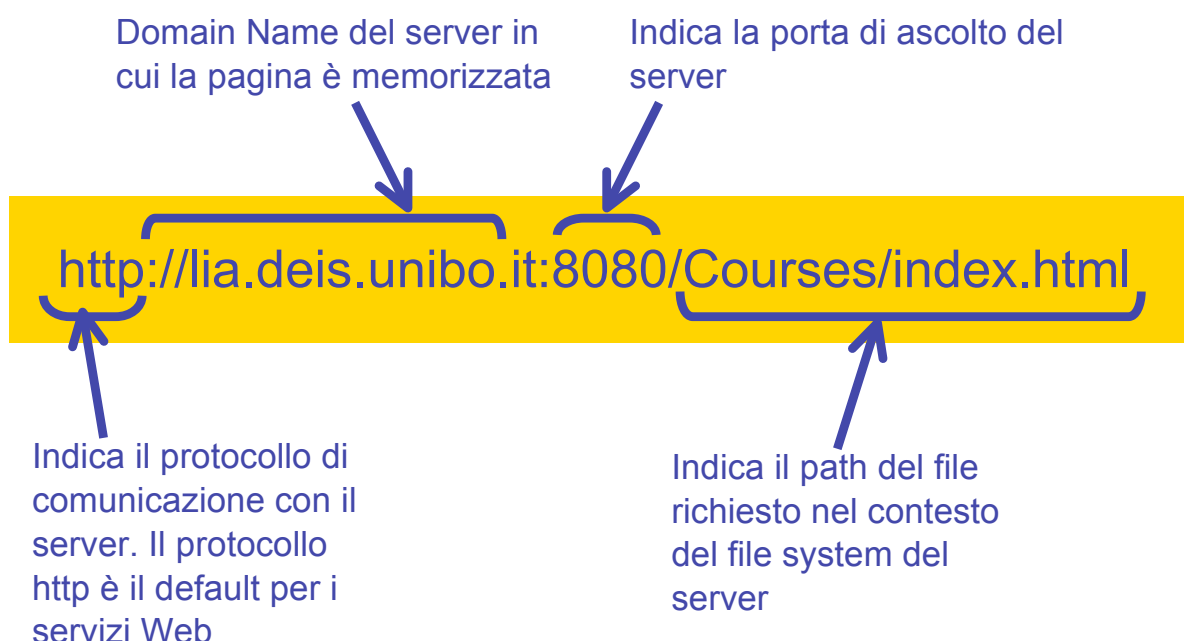 Domain Name del server in
cui la pagina è memorizzata
Indica la porta di ascolto del
server
http://lia.deis.unibo.it:8080/Courses/index.html
Indica il protocollo di
comunicazione con il
server. Il protocollo
http è il default per i
servizi Web
Indica il path del file
richiesto nel contesto
del file system del
server